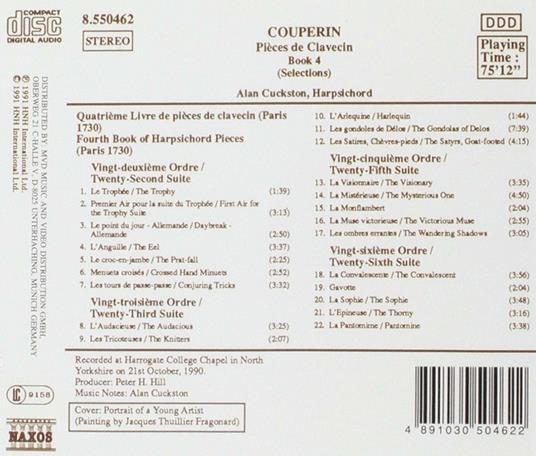 COMPACT
disc
DIGITAL AUDIO
8.550462
STEREO
COUPERIN
Pièces de Clavecin
Book 4
(Selections)
Alan Cuckston, Harpsichord
DDD
Playing
Time :
75'12"
Quatrième Livre de pièces de clavecin (Paris
1730)
Fourth Book of Harpsichord Pieces
(Paris 1730)
Vingt-deuxième Ordre /
Twenty-Second Suite
1. Le Trophée / The Trophy (1:39)
2. Premier Air pour la suite du Trophée / First Air for
the Trophy Suite (3:13)
3. Le point du jour - Allemande / Daybreak -
Allemande (2:50)
4. L'Anguille / The Eel (2:37)
5. Le croc-en-jambe / The Prat-fall (2:25)
6. Menuets croisés / Crossed Hand Minuets (2:52)
7. Les tours de passe-passe / Conjuring Tricks (3:32)
Vingt-troisième Ordre /
Twenty-Third Suite
8. L'Audacieuse / The Audacious (3:25)
9. Les Tricoteuses / The Knitters (2:07)
10. L'Arlequine / Harlequin (1:44)
11. Les gondoles de Délos / The Gondolas of Delos (7:39)
12. Les Satires, Chèvres-pieds / The Satyrs, Goat-footed (4:15)
Vingt-cinquième Ordre /
Twenty-Fifth Suite
13. La Visionnaire / The Visionary (3:35)
14. La Mistérieuse / The Mysterious One (4:50)
15. La Monflambert (2:04)
16. La Muse victorieuse / The Victorious Muse (2:55)
17. Les ombres errantes / The Wandering Shadows (3:05)
Vingt-sixième Ordre /
Twenty-Sixth Suite
18. La Convalescente / The Convalescent (3:56)
19. Gavotte (2:04)
20. La Sophie / The Sophie (3:48)
21. L'Epineuse / The Thorny (3:16)
22. La Pantomime / Pantomine (3:38)
Recorded at Harrogate College Chapel in North
Yorkshire on 21st October, 1990.
Producer: Peter H. Hill
Music Notes: Alan Cuckston
Cover: Portrait of a Young Artist
(Painting by Jacques Thuillier Fragonard)
LC 9158
NAXOS
4 891030 504622
DISTRIBUTED BY: MVD MUSIC AND VIDEO DISTRIBUTION GMBH,
OBERWEG 21 C-HALLE V, D-8025 UNTERHACHING, MUNICH GERMANY
℗ 1991 HNH International Ltd.
© 1991 HNH International Ltd.